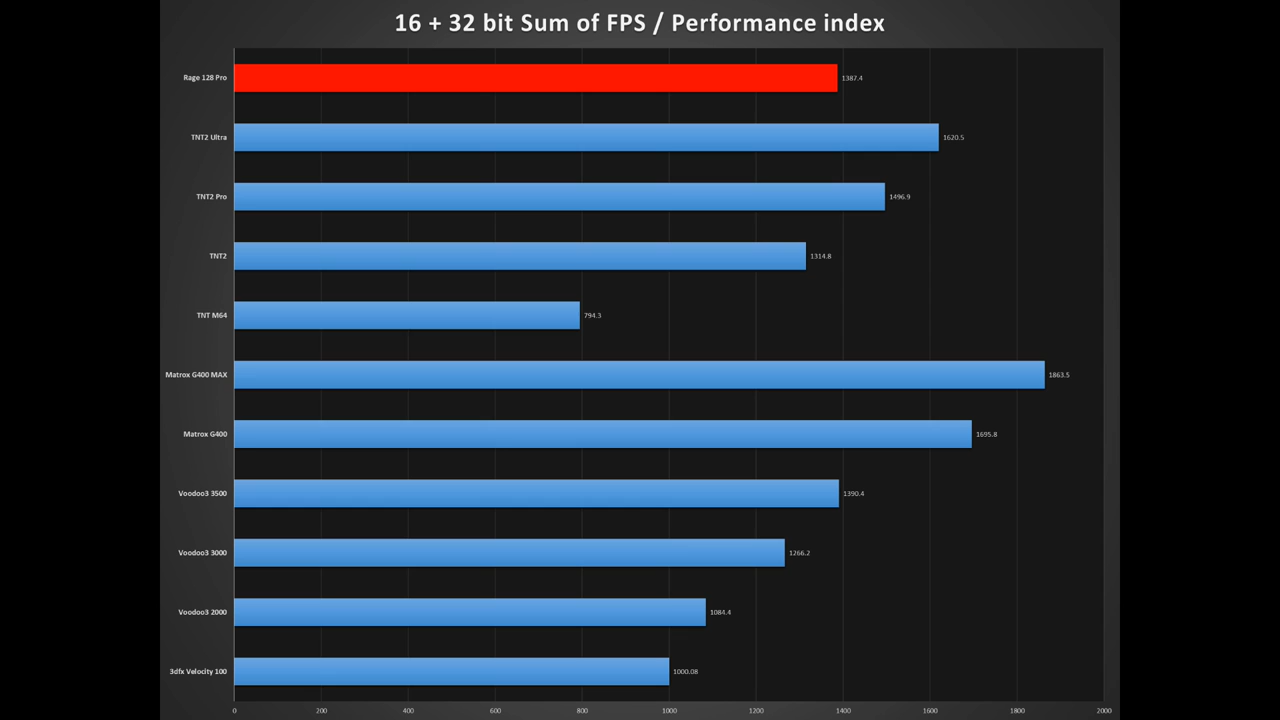 16 + 32 bit Sum of FPS / Performance index
Rage 128 Pro 1387.4
TNT2 Ultra 1620.5
TNT2 Pro 1496.9
TNT2 1314.8
TNT M64 794.3
Matrox G400 MAX 1863.5
Matrox G400 1695.8
Voodoo3 3500 1390.4
Voodoo3 3000 1266.2
Voodoo3 2000 1084.4
3dfx Velocity 100 1000.08
0 200 400 600 800 1000 1200 1400 1600 1800 2000